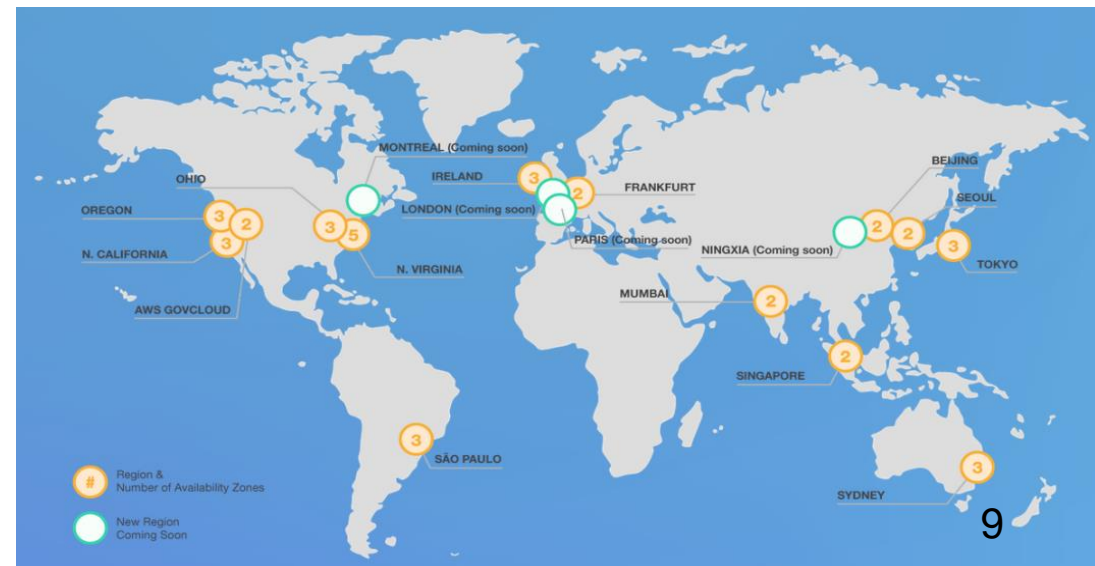 MONTREAL (Coming soon)
OHIO
3
OREGON
3
2
3
5
N. CALIFORNIA
N. VIRGINIA
AWS GOVCLOUD
IRELAND
3
2
FRANKFURT
LONDON (Coming soon)
PARIS (Coming soon)
BEIJING
SEOUL
2
2
3
NINGXIA (Coming soon)
TOKYO
MUMBAI
2
2
SINGAPORE
3
SÃO PAULO
3
SYDNEY
9
#
Region &
Number of Availability Zones
New Region
Coming Soon